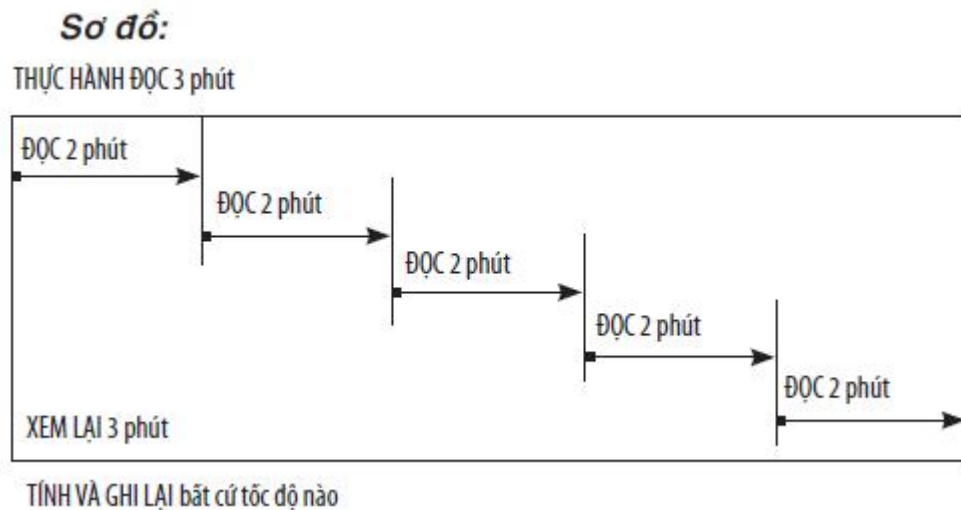 Sơ đồ:
THỰC HÀNH ĐỌC 3 phút
ĐỌC 2 phút
ĐỌC 2 phút
ĐỌC 2 phút
ĐỌC 2 phút
ĐỌC 2 phút
XEM LẠI 3 phút
TÍNH VÀ GHI LẠI bất cứ tốc độ nào